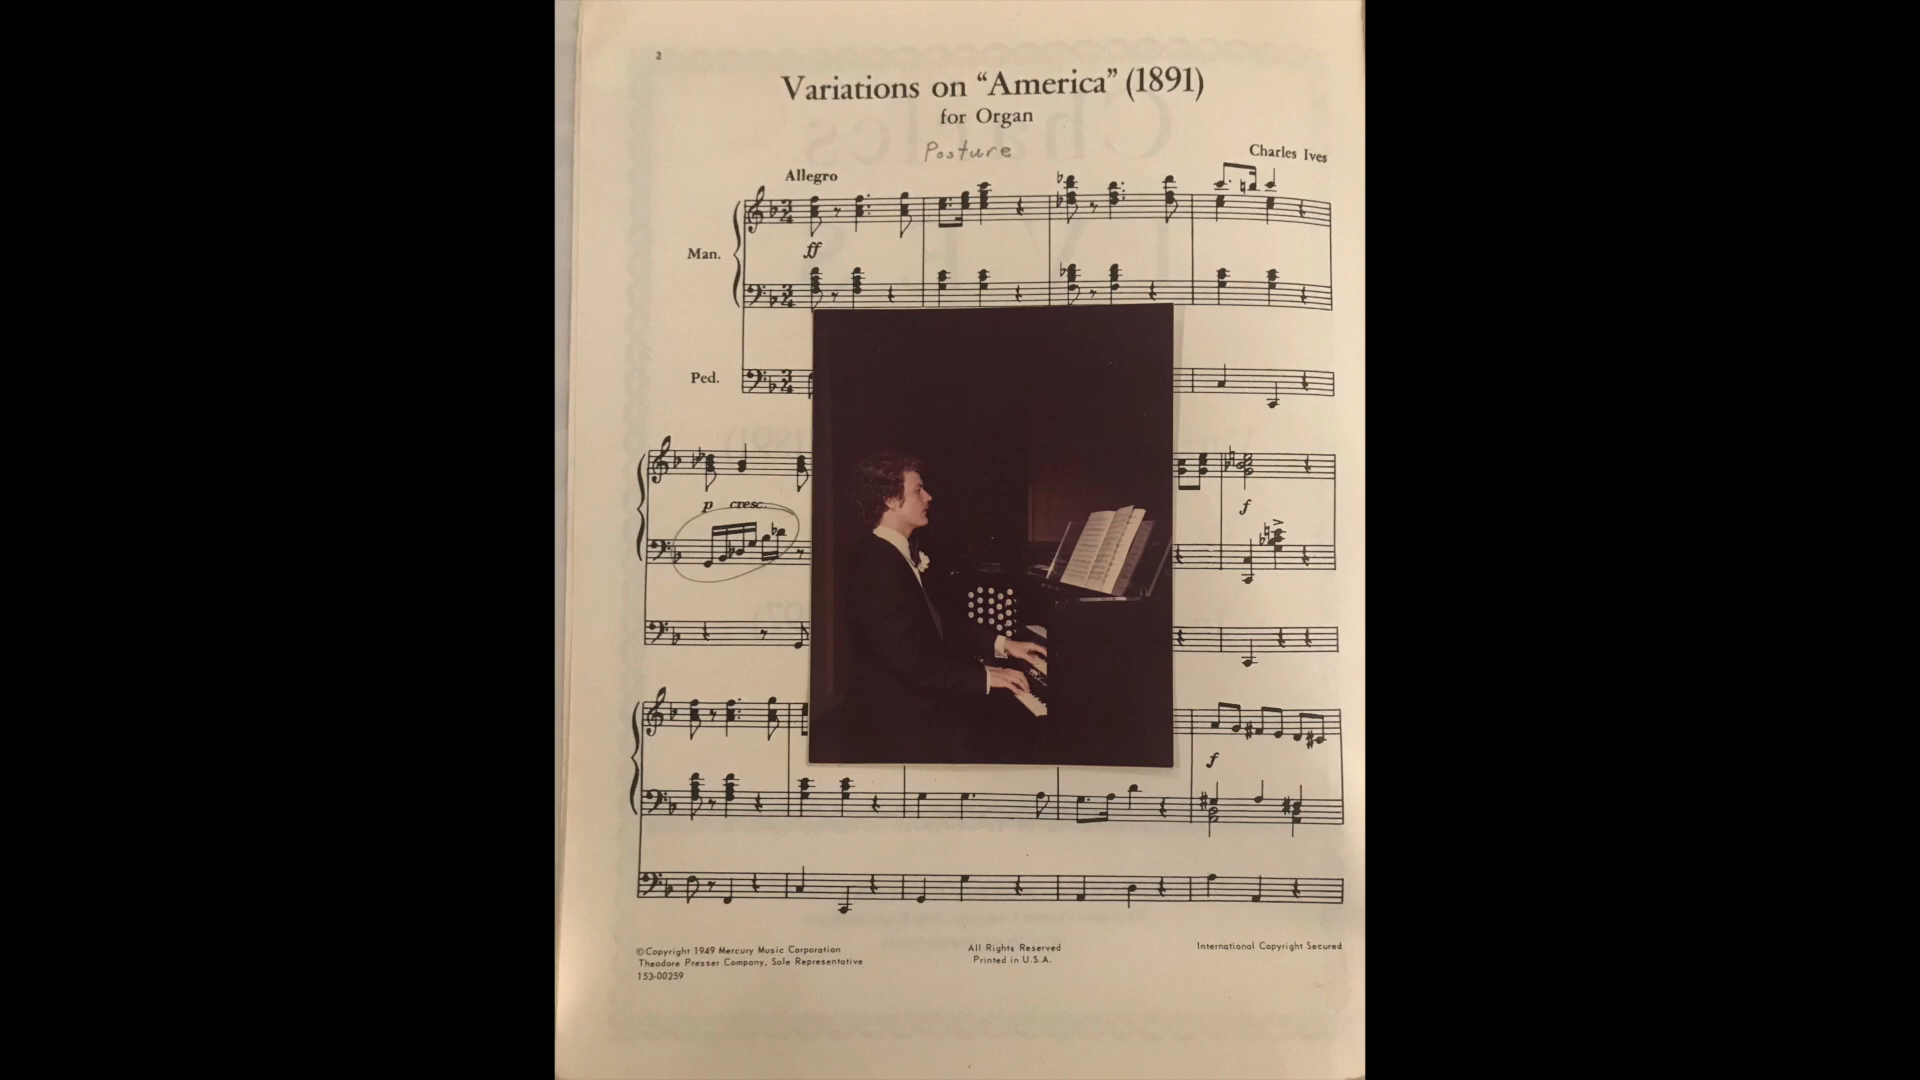 2
Variations on “America” (1891)
for Organ
Posture
Charles Ives
Allegro
Man.
ff
Ped.
p cresc.
f
f
©Copyright 1949 Mercury Music Corporation
Theodore Presser Company, Sole Representative
153-00259
All Rights Reserved
Printed in U.S.A.
International Copyright Secured